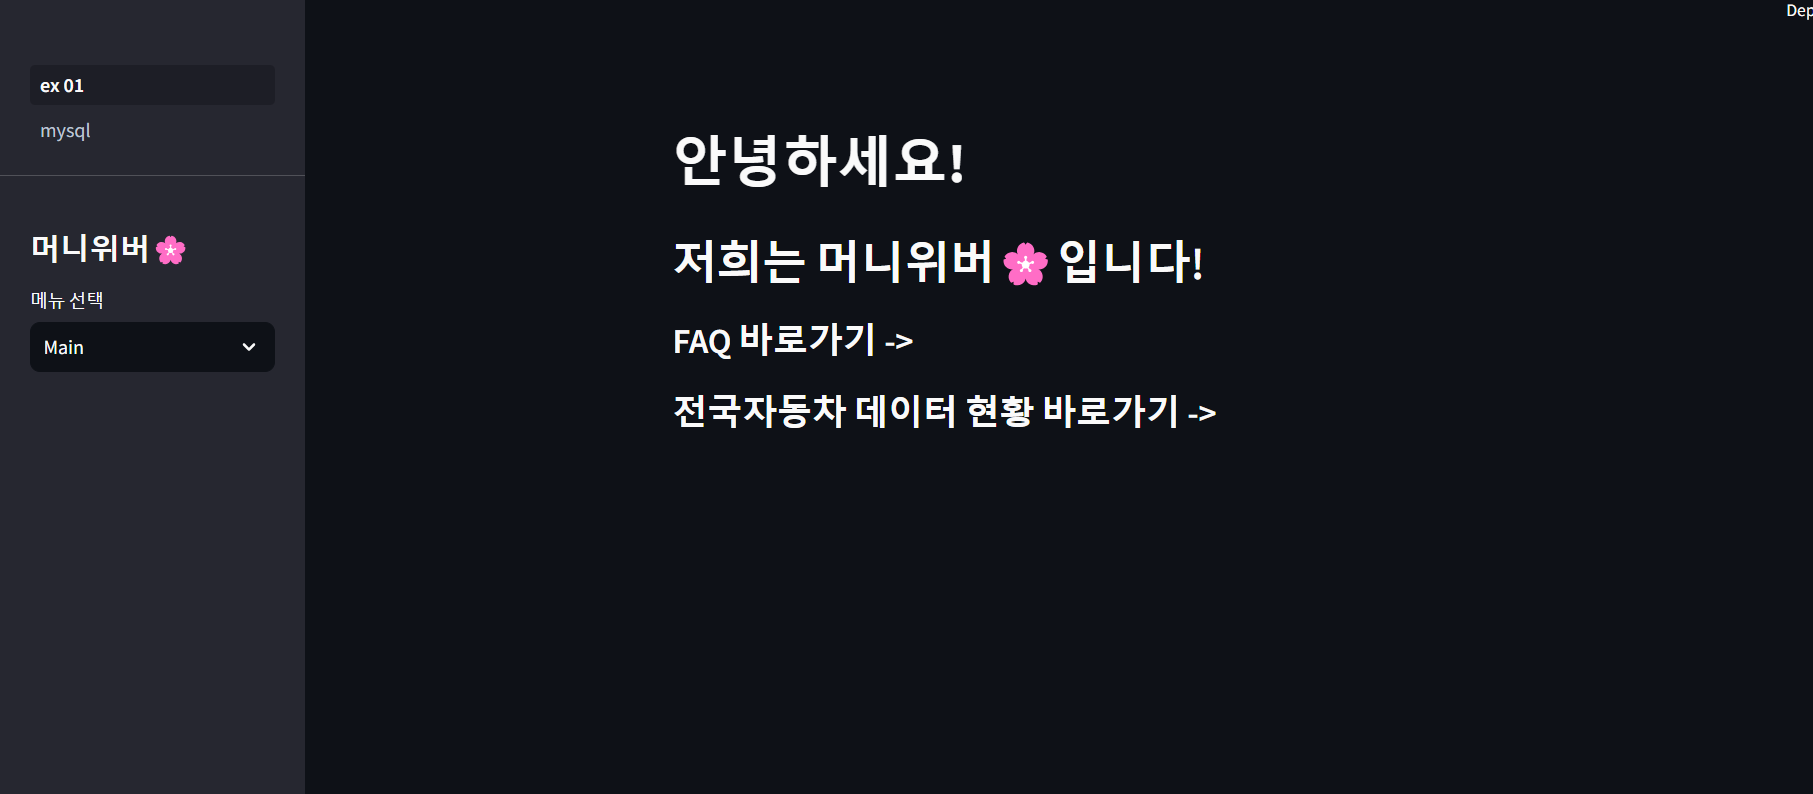 ex 01
mysql
머니위버🌸
메뉴 선택
Main
안녕하세요!
저희는 머니위버🌸 입니다!
FAQ 바로가기 ->
전국자동차 데이터 현황 바로가기 ->